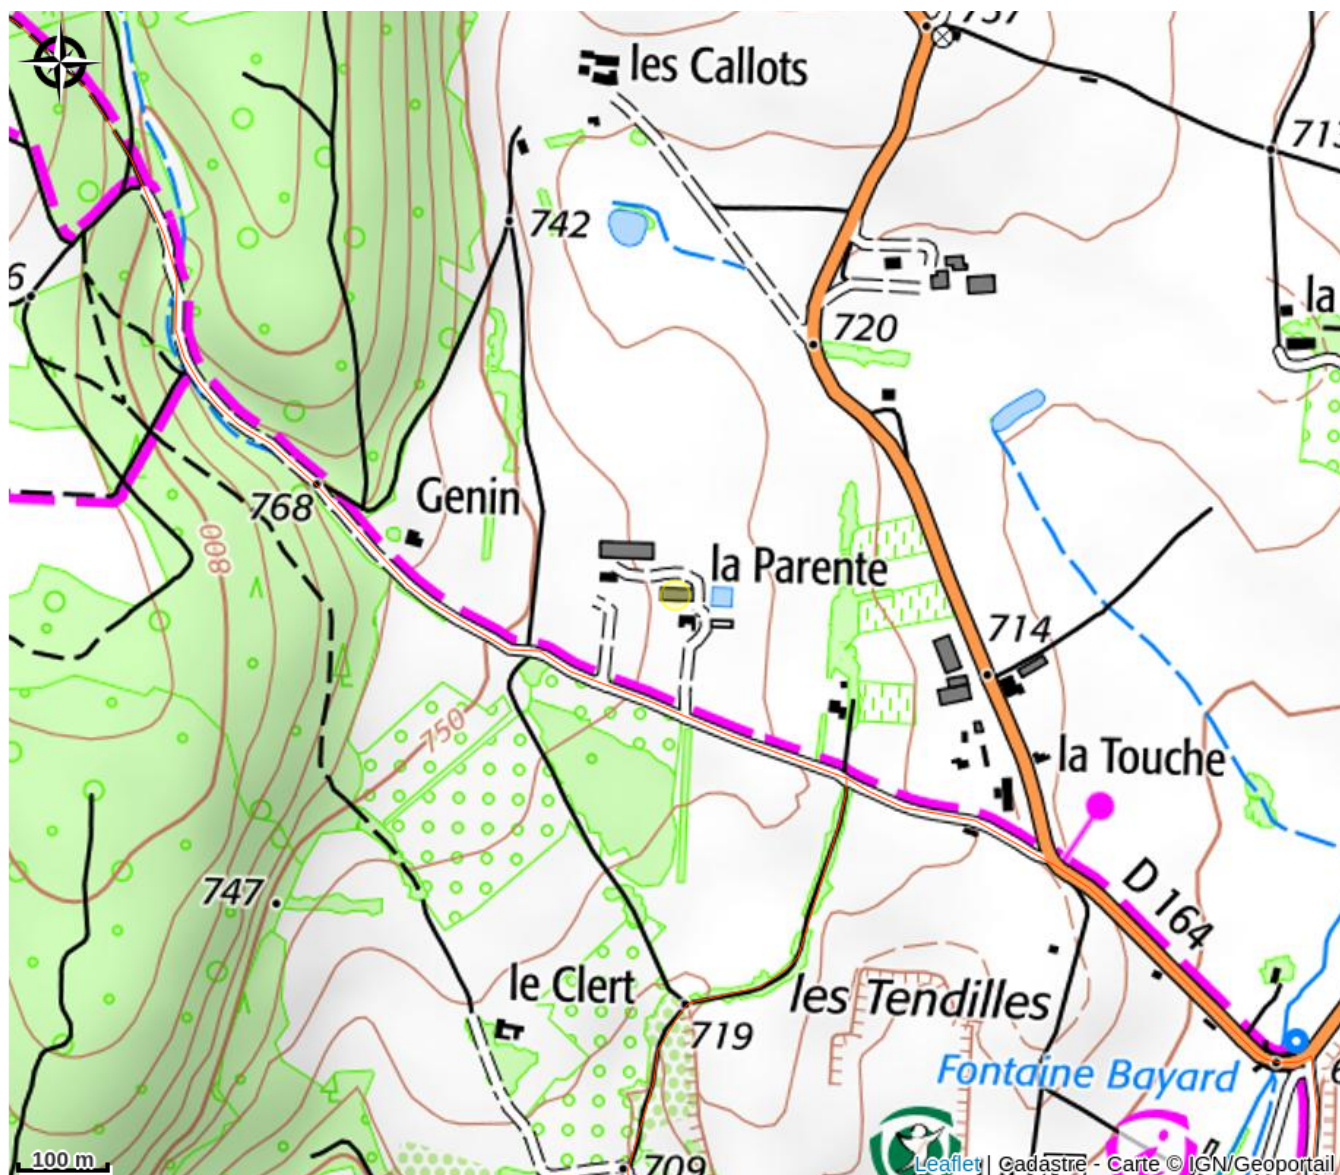 les Callots
742
720
la
Genin
768
800
la Parente
714
la Touche
750
D 164
747
le Clert
les Tendilles
719
Fontaine Bayard
709
100 m
Leaflet | Cadastre - Carte © IGN/Geoportail